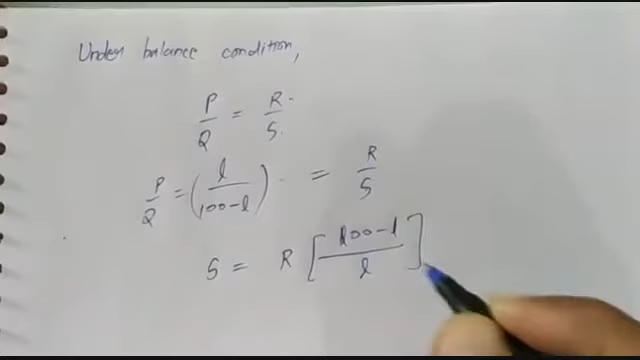 Under balance condition,
P/Q = R/S
P/Q = (l/100-l) = R/S
S = R [100-l/l]